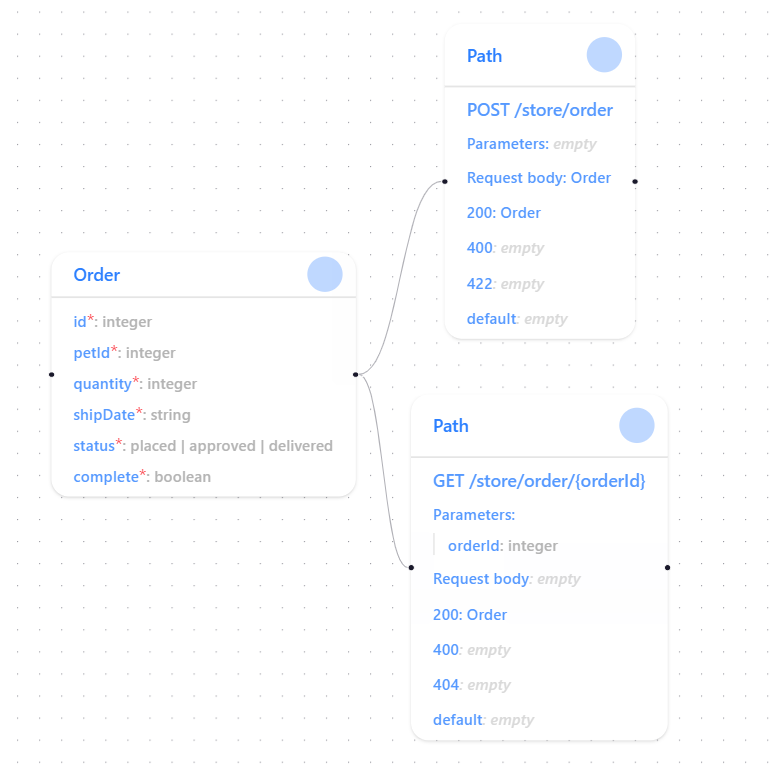 Path
POST /store/order
Parameters: empty
Request body: Order
200: Order
400: empty
422: empty
default: empty
Order
id*: integer
petId*: integer
quantity*: integer
shipDate*: string
status*: placed | approved | delivered
complete*: boolean
Path
GET /store/order/{orderId}
Parameters:
orderId: integer
Request body: empty
200: Order
400: empty
404: empty
default: empty